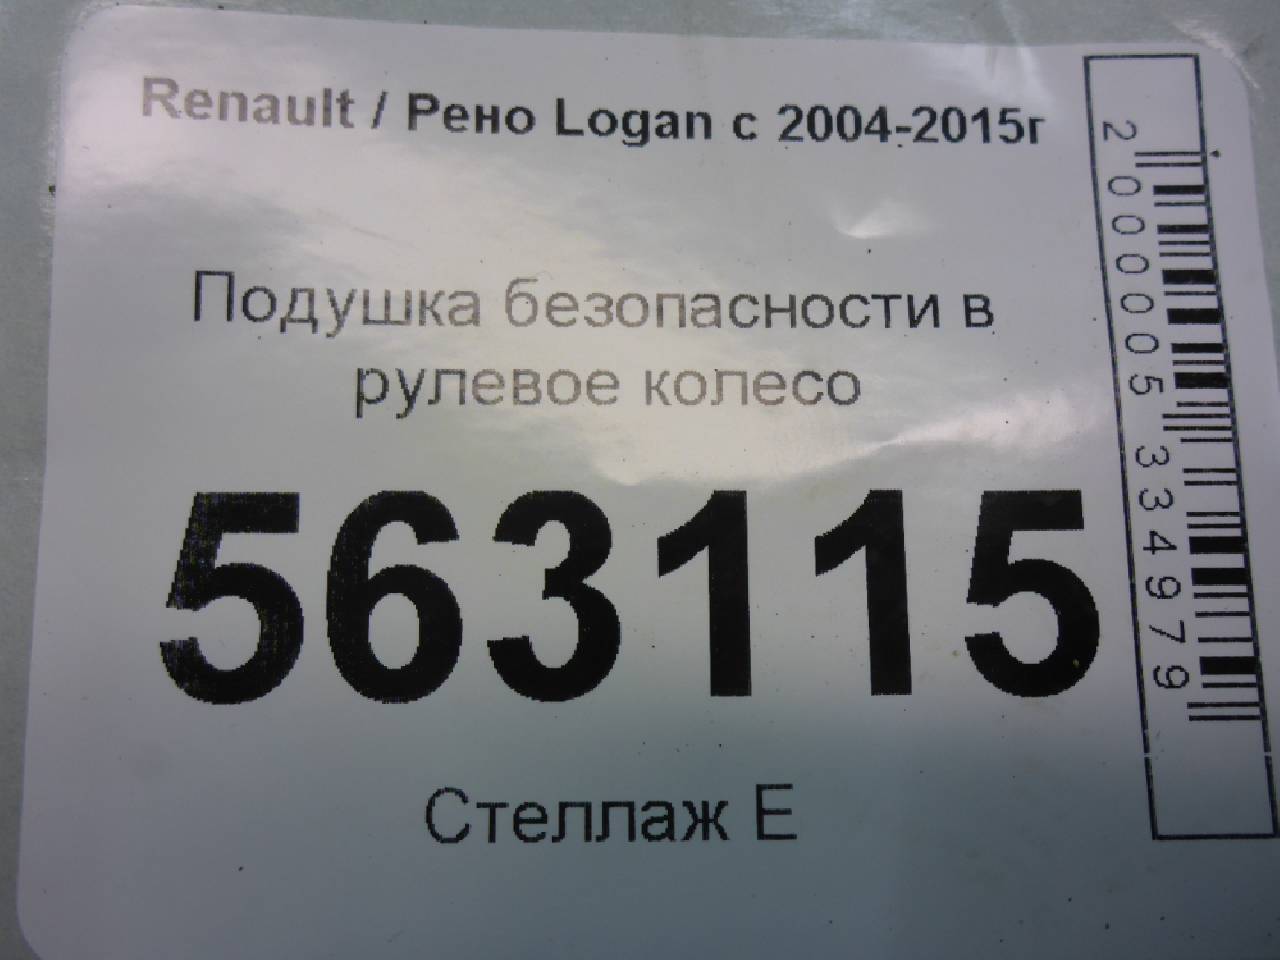 Renault / Рено Logan с 2004-2015г
Подушка безопасности в
рулевое колесо
563115
Стеллаж Е
2000005334979